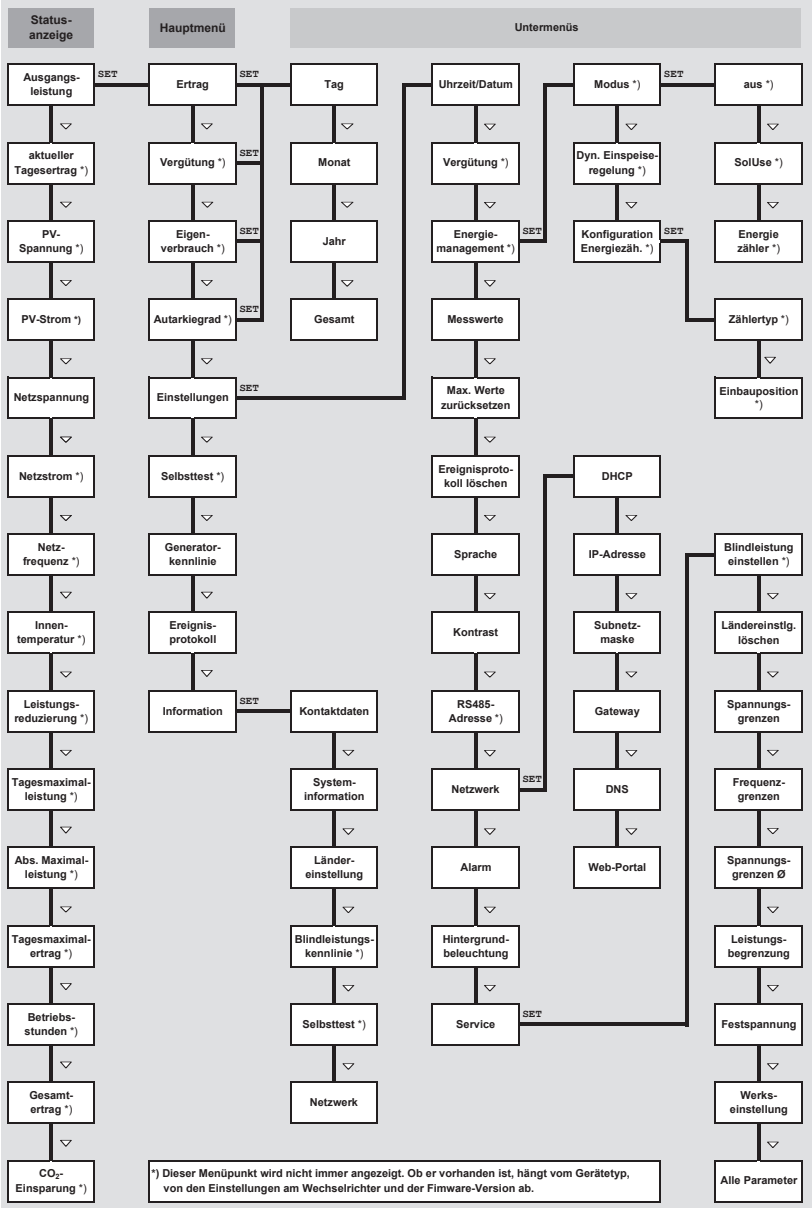 Status-
anzeige
Hauptmenü
Untermenüs
Ausgangs-
leistung
SET
Ertrag
SET
Tag
Uhrzeit/Datum
Modus *)
SET
aus *)
aktueller
Tagesertrag *)
Vergütung *)
SET
Monat
Vergütung *)
Dyn. Einspeise-
regelung *)
SolUse *)
PV-
Spannung *)
Eigen-
verbrauch *)
SET
Jahr
Energie-
management *)
SET
Konfiguration
Energiezäh. *)
SET
Energie
zähler *)
PV-Strom *)
Autarkiegrad *)
SET
Gesamt
Messwerte
Zählertyp *)
Netzspannung
Einstellungen
SET
Max. Werte
zurücksetzen
Einbauposition
*)
Netzstrom *)
Selbsttest *)
Ereignisproto-
koll löschen
DHCP
Netz-
frequenz *)
Generator-
kennlinie
Sprache
IP-Adresse
Blindleistung
einstellen *)
Innen-
temperatur *)
Ereignis-
protokoll
Kontrast
Subnetz-
maske
Ländereinstlg.
löschen
Leistungs-
reduzierung *)
Information
SET
Kontaktdaten
RS485-
Adresse *)
Gateway
Spannungs-
grenzen
Tagesmaximal-
leistung *)
System-
information
Netzwerk
SET
DNS
Frequenz-
grenzen
Abs. Maximal-
leistung *)
Länder-
einstellung
Alarm
Web-Portal
Spannungs-
grenzen Ø
Tagesmaximal-
ertrag *)
Blindleistungs-
kennlinie *)
Hintergrund-
beleuchtung
Leistungs-
begrenzung
Betriebs-
stunden *)
Selbsttest *)
Service
SET
Festspannung
Gesamt-
ertrag *)
Netzwerk
Werks-
einstellung
CO₂-
Einsparung *)
*) Dieser Menüpunkt wird nicht immer angezeigt. Ob er vorhanden ist, hängt vom Gerätetyp,
von den Einstellungen am Wechselrichter und der Fimware-Version ab.
Alle Parameter